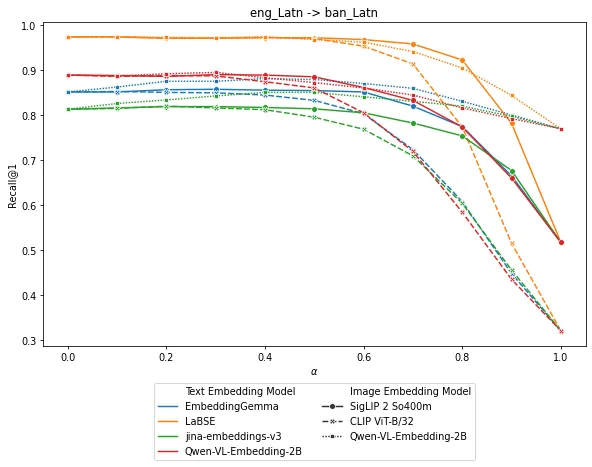 eng_Latn -> ban_Latn
Recall@1
1.0
0.9
0.8
0.7
0.6
0.5
0.4
0.3
0.0 0.2 0.4 0.6 0.8 1.0
α
Text Embedding Model
EmbeddingGemma
LaBSE
jina-embeddings-v3
Qwen-VL-Embedding-2B
Image Embedding Model
SigLIP 2 So400m
CLIP ViT-B/32
Qwen-VL-Embedding-2B